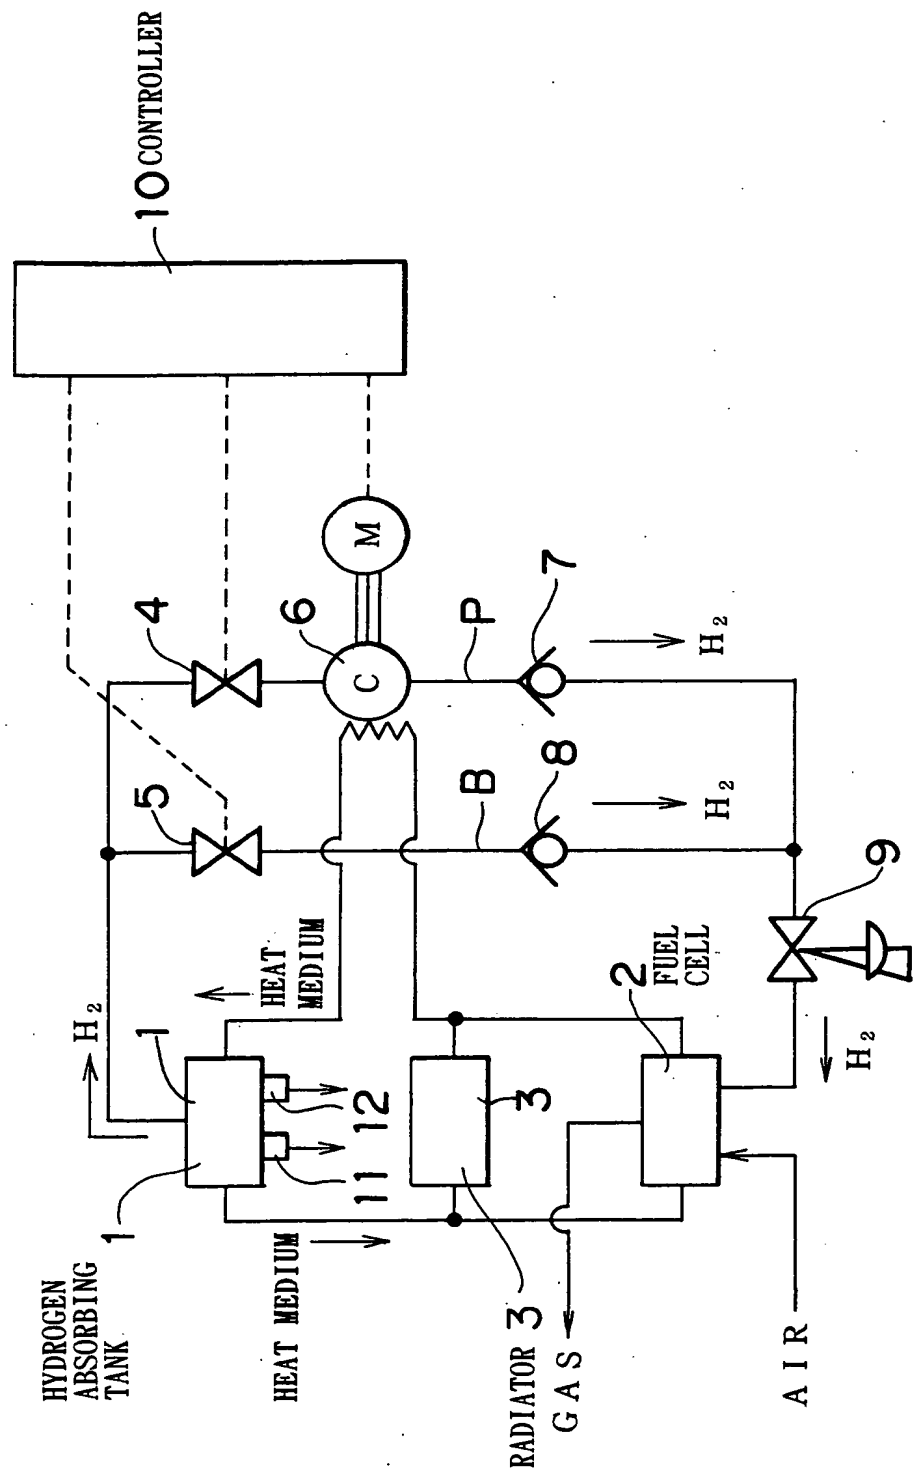 HYDROGEN
ABSORBING
TANK
H₂
1
1
5
4
10 CONTROLLER
HEAT MEDIUM
HEAT
MEDIUM
11
12
6
C
M
B
P
RADIATOR 3
3
8
7
GAS
2
FUEL
CELL
H₂
H₂
AIR
H₂
9